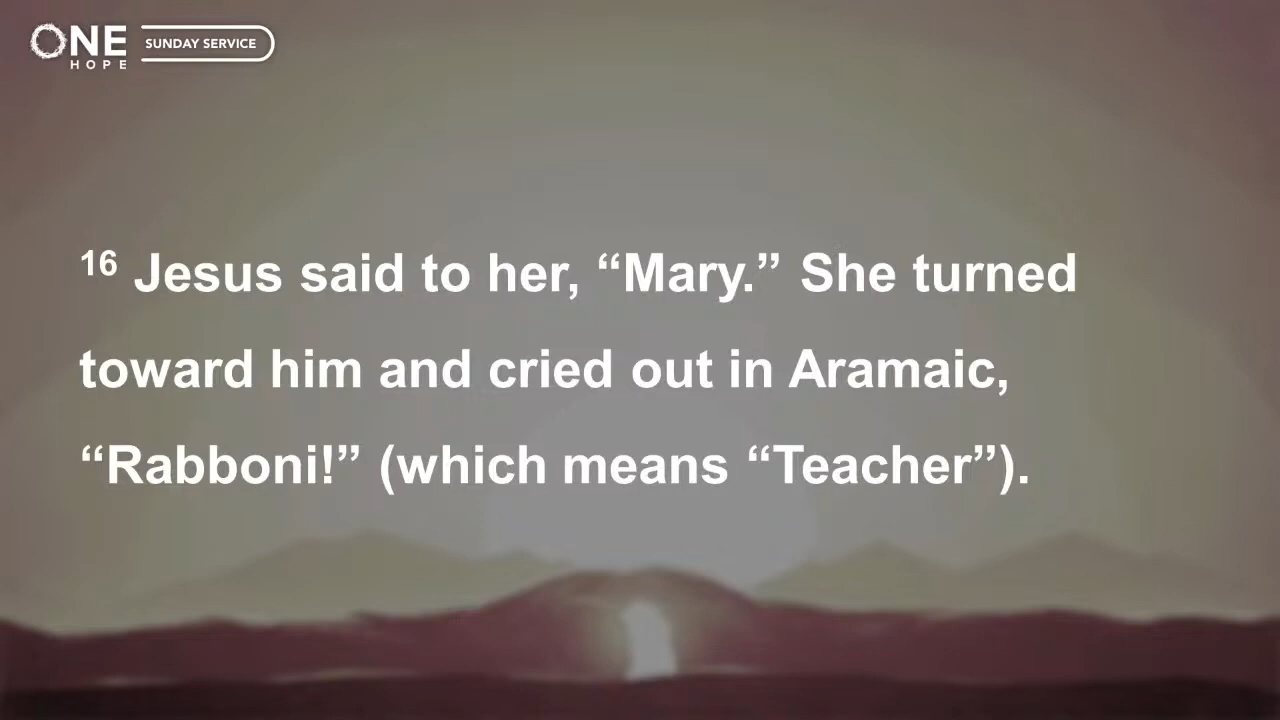 ONE
HOPE
SUNDAY SERVICE
16 Jesus said to her, “Mary.” She turned
toward him and cried out in Aramaic,
“Rabboni!” (which means “Teacher”).